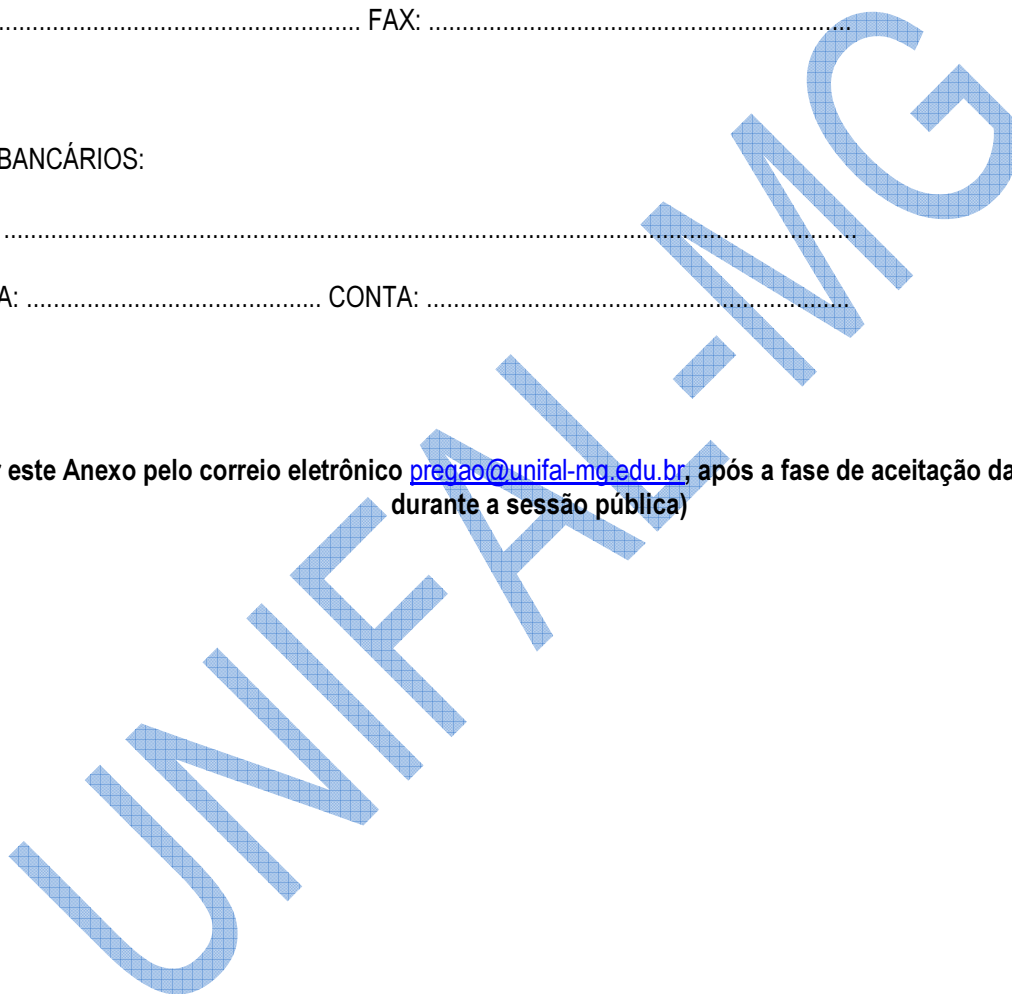 ........................................................ FAX: ................................................................
BANCÁRIOS:
................................................................................................................................
A: ............................................ CONTA: ................................................................
este Anexo pelo correio eletrônico pregao@unifal-mg.edu.br, após a fase de aceitação da
durante a sessão pública)
UNIFAL-MG